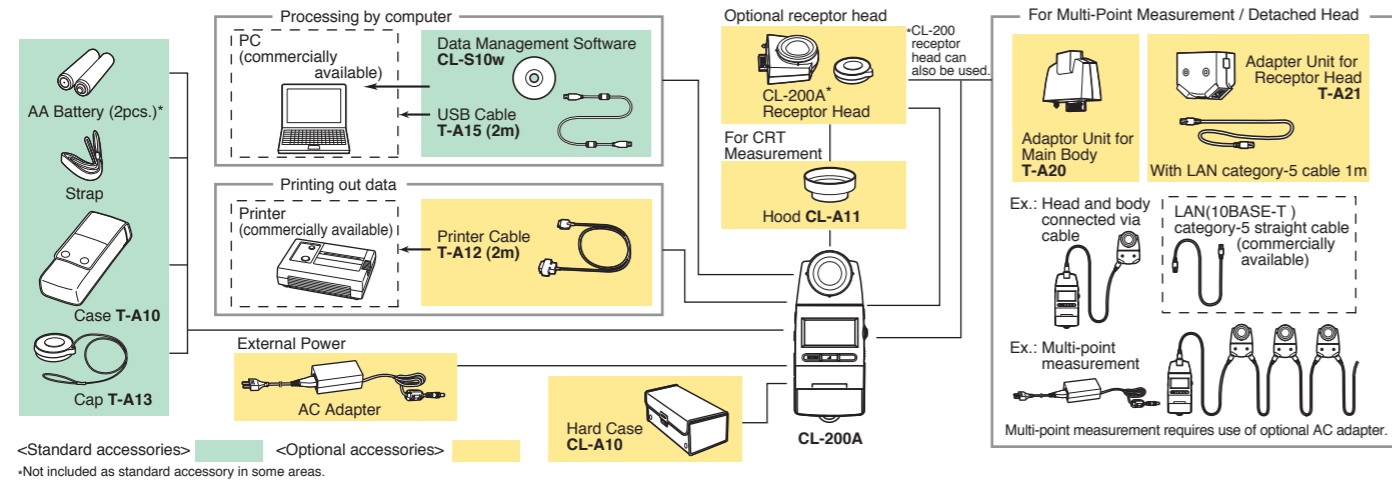 AA Battery (2pcs.)*
Strap
Case T-A10
Cap T-A13
Processing by computer
PC
(commercially
available)
Data Management Software
CL-S10w
USB Cable
T-A15 (2m)
Printing out data
Printer
(commercially available)
Printer Cable
T-A12 (2m)
External Power
AC Adapter
Hard Case
CL-A10
Optional receptor head
CL-200A*
Receptor Head
*CL-200
receptor
head can
also be used.
For CRT
Measurement
Hood CL-A11
CL-200A
For Multi-Point Measurement / Detached Head
Adaptor Unit for
Main Body
T-A20
Adapter Unit for
Receptor Head
T-A21
With LAN category-5 cable 1m
Ex.: Head and body
connected via
cable
LAN(10BASE-T )
category-5 straight cable
(commercially
available)
Ex.: Multi-point
measurement
Multi-point measurement requires use of optional AC adapter.
<Standard accessories>
<Optional accessories>
*Not included as standard accessory in some areas.